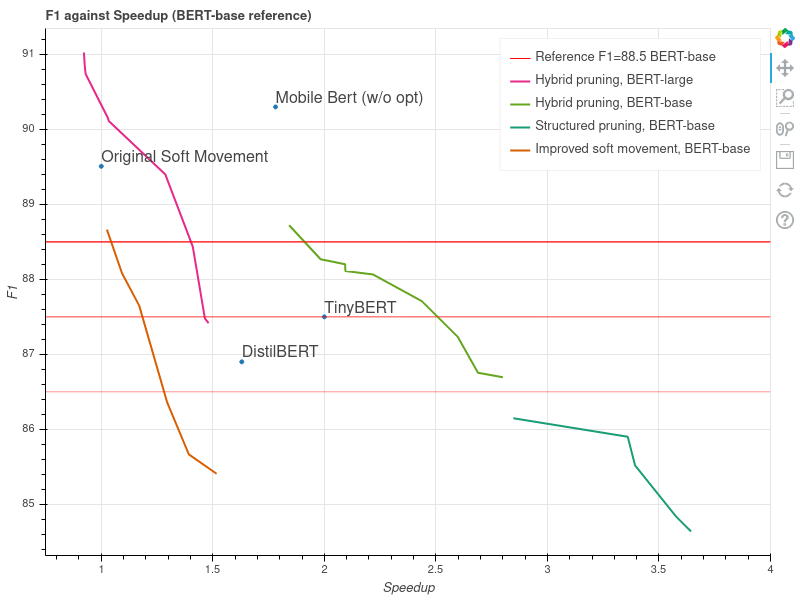 F1 against Speedup (BERT-base reference)
Reference F1=88.5 BERT-base
Hybrid pruning, BERT-large
Hybrid pruning, BERT-base
Structured pruning, BERT-base
Improved soft movement, BERT-base
Mobile Bert (w/o opt)
Original Soft Movement
TinyBERT
DistilBERT
F1
91
90
89
88
87
86
85
1
1.5
2
2.5
3
3.5
4
Speedup